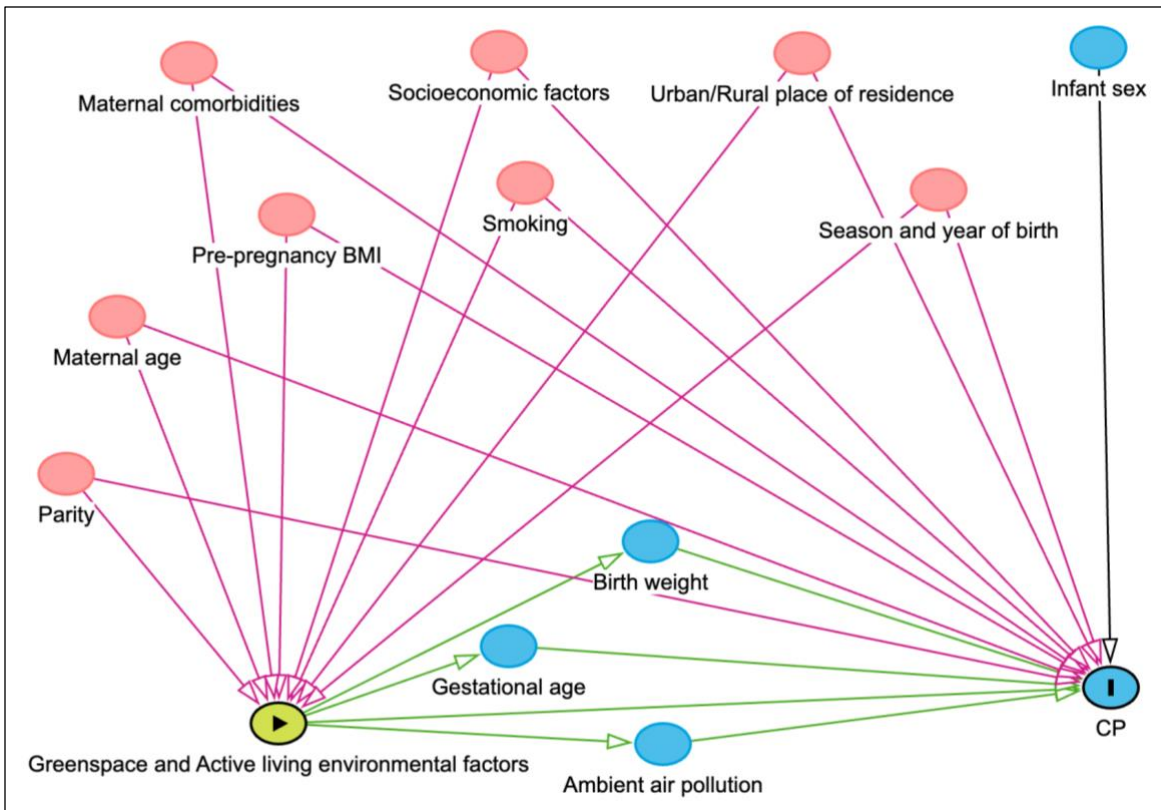 Maternal comorbidities
Socioeconomic factors
Urban/Rural place of residence
Infant sex
Pre-pregnancy BMI
Smoking
Season and year of birth
Maternal age
Parity
Birth weight
Gestational age
Greenspace and Active living environmental factors
Ambient air pollution
CP